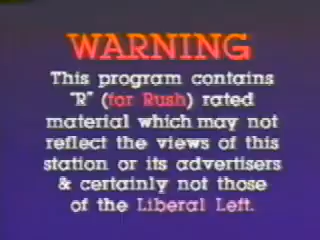 WARNING
This program contains
"R" (for Rush) rated
material which may not
reflect the views of this
station or its advertisers
& certainly not those
of the Liberal Left.